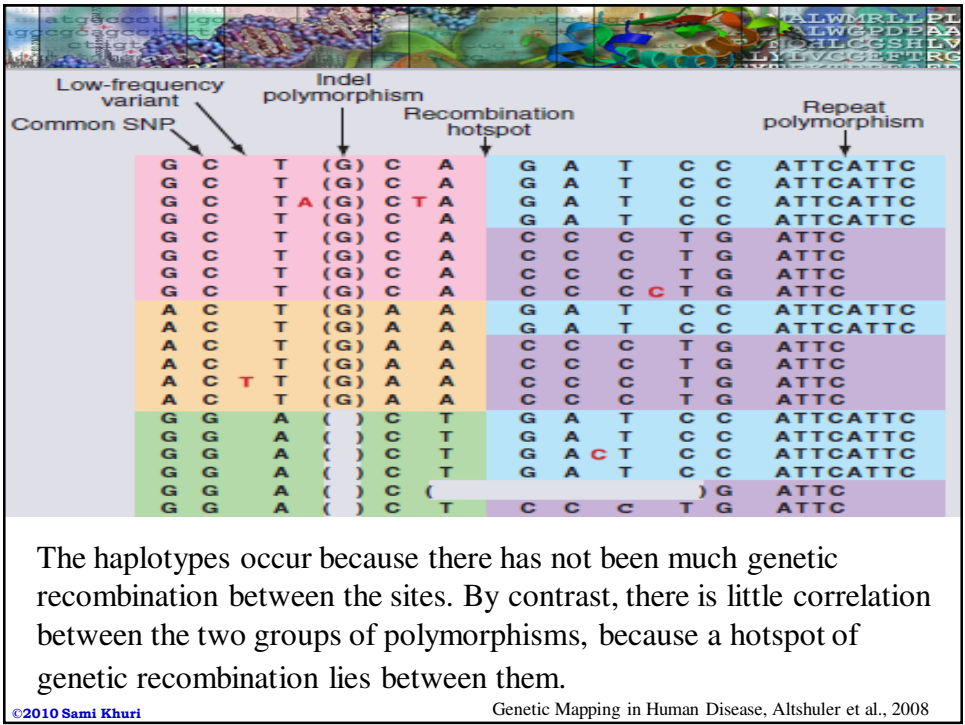 ALWMRLLPL
ALWGPDPAA
QHLCGSHLV
LYLVCGEFTRG
Low-frequency
variant
Indel
polymorphism
Common SNP
Recombination
hotspot
Repeat
polymorphism
G C T (G) C A G A T C C ATTCATTC
G C T (G) C A G A T C C ATTCATTC
G C T A (G) C T A G A T C C ATTCATTC
G C T (G) C A G A T C C ATTCATTC
G C T (G) C A C C C T G ATTC
G C T (G) C A C C C T G ATTC
G C T (G) C A C C C T G ATTC
G C T (G) C A C C C C T G ATTC
A C T (G) A A G A T C C ATTCATTC
A C T (G) A A G A T C C ATTCATTC
A C T (G) A A C C C T G ATTC
A C T (G) A A C C C T G ATTC
A C T T (G) A A C C C T G ATTC
A C T (G) A A C C C T G ATTC
G G A ( ) C T G A T C C ATTCATTC
G G A ( ) C T G A T C C ATTCATTC
G G A ( ) C T G A C T C C ATTCATTC
G G A ( ) C T G A T C C ATTCATTC
G G A ( ) C ( ) G ATTC
G G A ( ) C T C C C T G ATTC
The haplotypes occur because there has not been much genetic
recombination between the sites. By contrast, there is little correlation
between the two groups of polymorphisms, because a hotspot of
genetic recombination lies between them.
©2010 Sami Khuri
Genetic Mapping in Human Disease, Altshuler et al., 2008